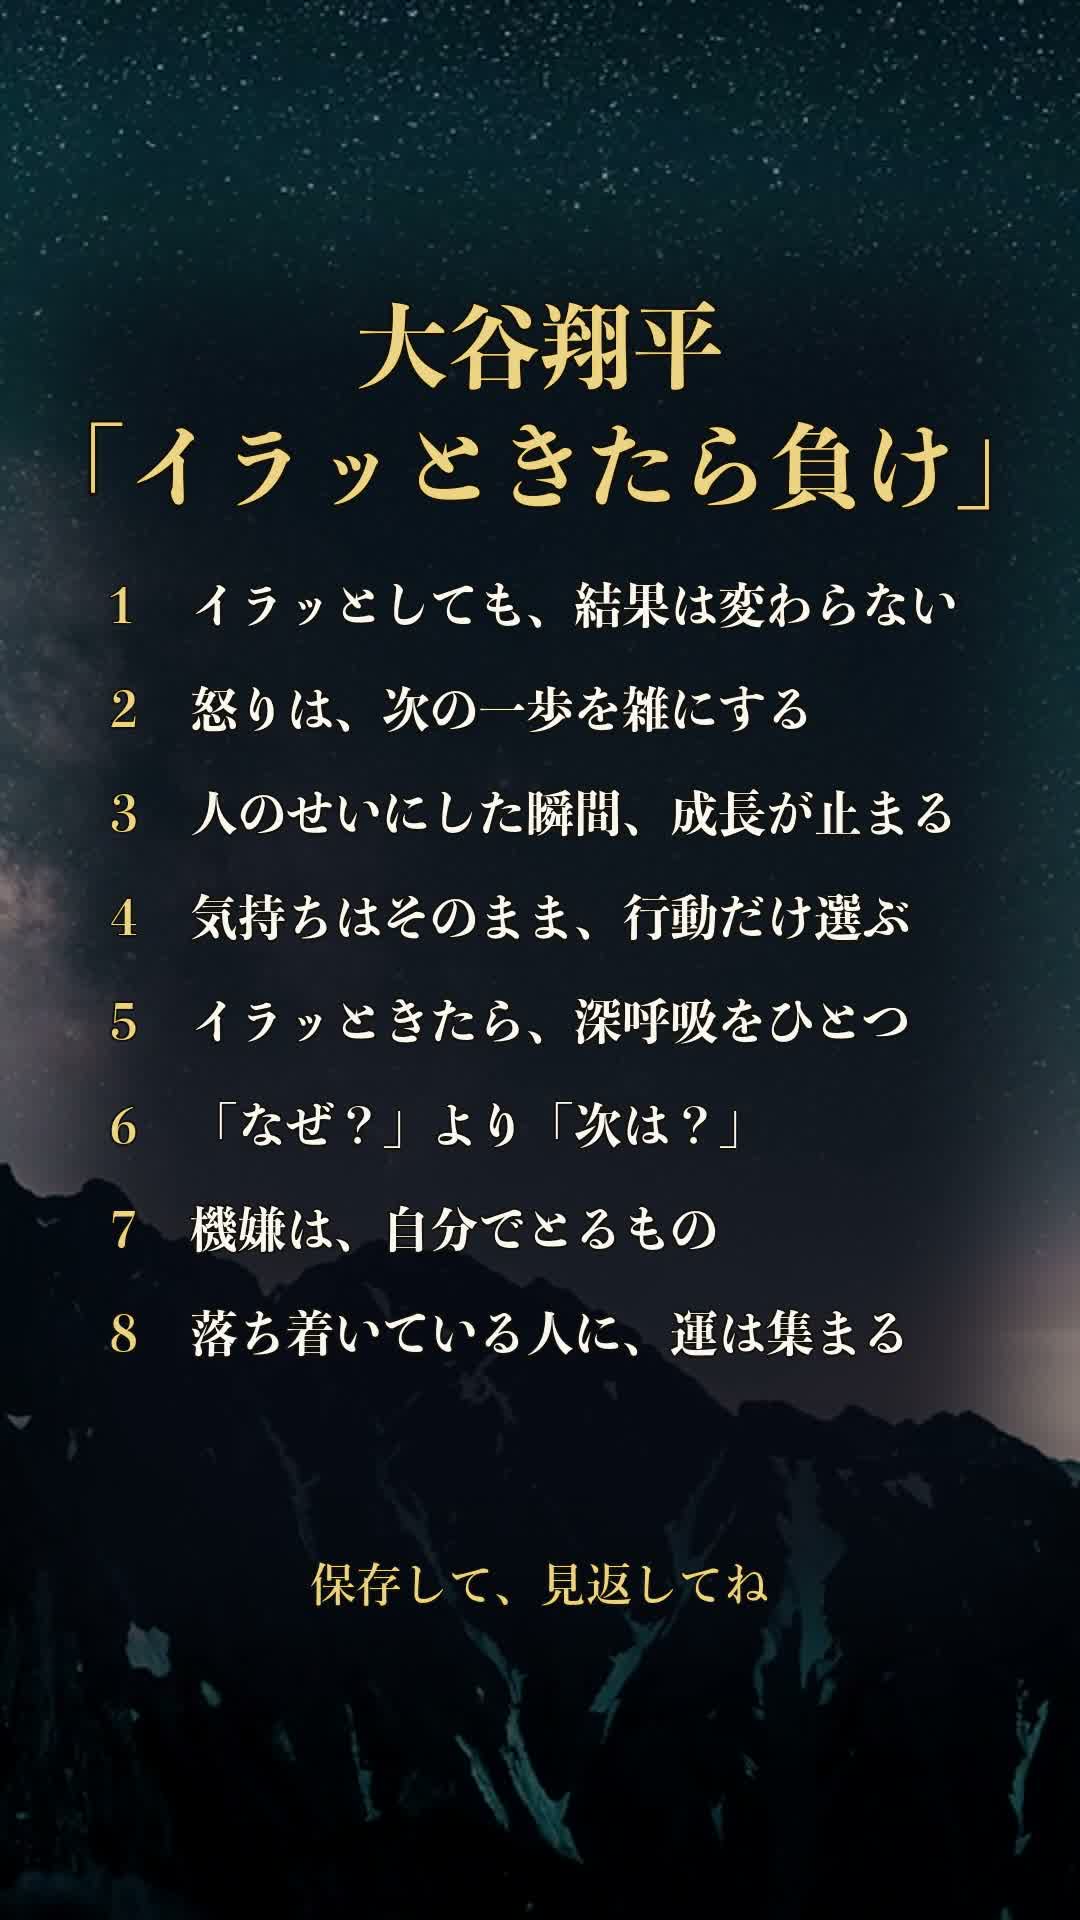 大谷翔平
「イラッときたら負け」
1 イラッとしても、結果は変わらない
2 怒りは、次の一歩を雑にする
3 人のせいにした瞬間、成長が止まる
4 気持ちはそのまま、行動だけ選ぶ
5 イラッときたら、深呼吸をひとつ
6 「なぜ？」より「次は？」
7 機嫌は、自分でとるもの
8 落ち着いている人に、運は集まる
保存して、見返してね